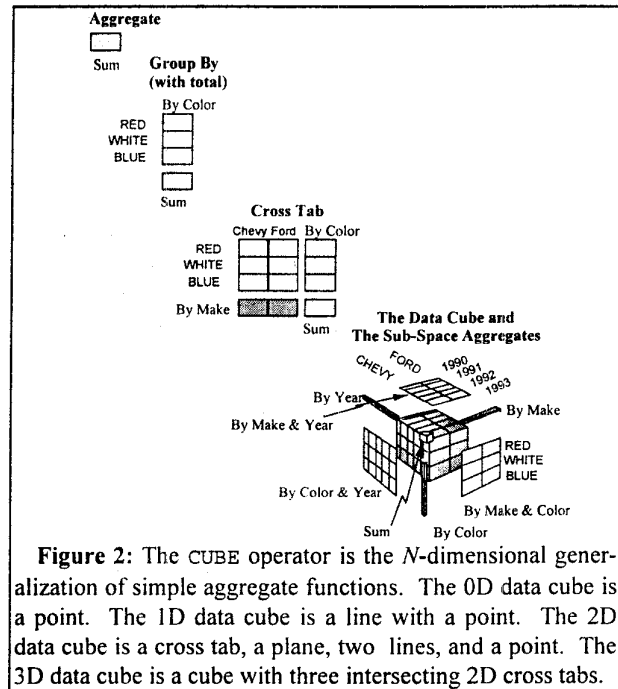 Aggregate
Sum
Group By
(with total)
By Color
RED
WHITE
BLUE
Sum
Cross Tab
Chevy Ford By Color
RED
WHITE
BLUE
By Make
Sum
The Data Cube and
The Sub-Space Aggregates
CHEVY
FORD
1990
1991
1992
1993
By Year
By Make
By Make & Year
RED
WHITE
BLUE
By Color & Year
By Make & Color
Sum
By Color
Figure 2: The CUBE operator is the N-dimensional gener-
alization of simple aggregate functions. The 0D data cube is
a point. The 1D data cube is a line with a point. The 2D
data cube is a cross tab, a plane, two lines, and a point. The
3D data cube is a cube with three intersecting 2D cross tabs.